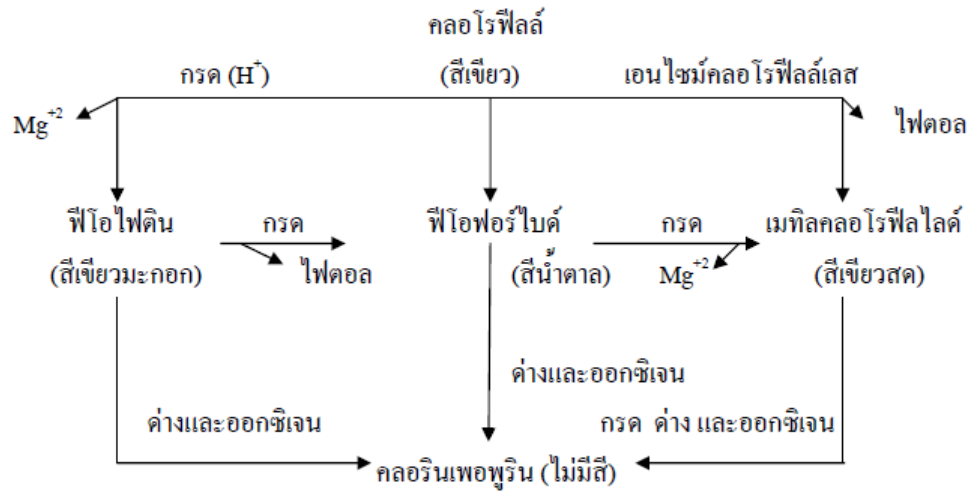 คลอโรฟีลล์
กรด (H+) (สีเขียว) เอนไซม์คลอโรฟีลล์เลส
Mg+2 ไฟตอล
ฟีโอไฟติน กรด ฟีโอฟอร์ไบด์ กรด เมทิลคลอโรฟีลไลด์
(สีเขียวมะกอก) ไฟตอล (สีน้ำตาล) Mg+2 (สีเขียวสด)
ด่างและออกซิเจน
ด่างและออกซิเจน กรด ด่าง และออกซิเจน
คลอรินเพอพูริน (ไม่มีสี)